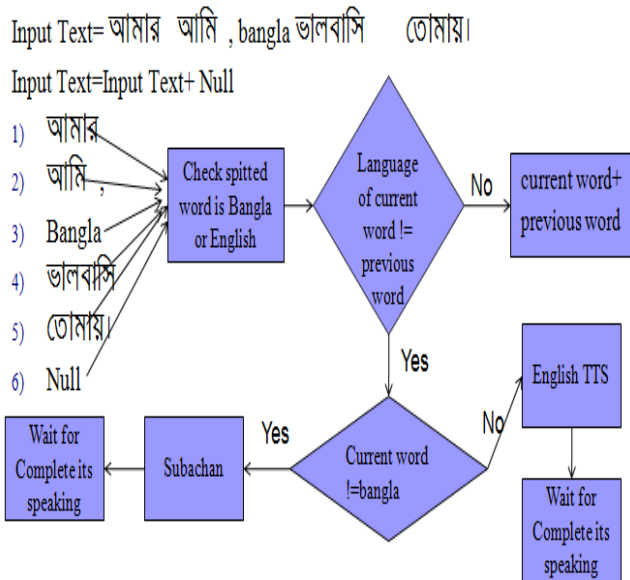 Input Text= আমার আমি , bangla ভালবাসি তোমায়।
Input Text=Input Text+ Null
1) আমার
2) আমি ,
3) Bangla
4) ভালবাসি
5) তোমায়।
6) Null
Check spitted
word is Bangla
or English
Language
of current
word !=
previous
word
No
current word+
previous word
Yes
Current word
!=bangla
Yes
Subachan
Wait for
Complete its
speaking
No
English TTS
Wait for
Complete its
speaking